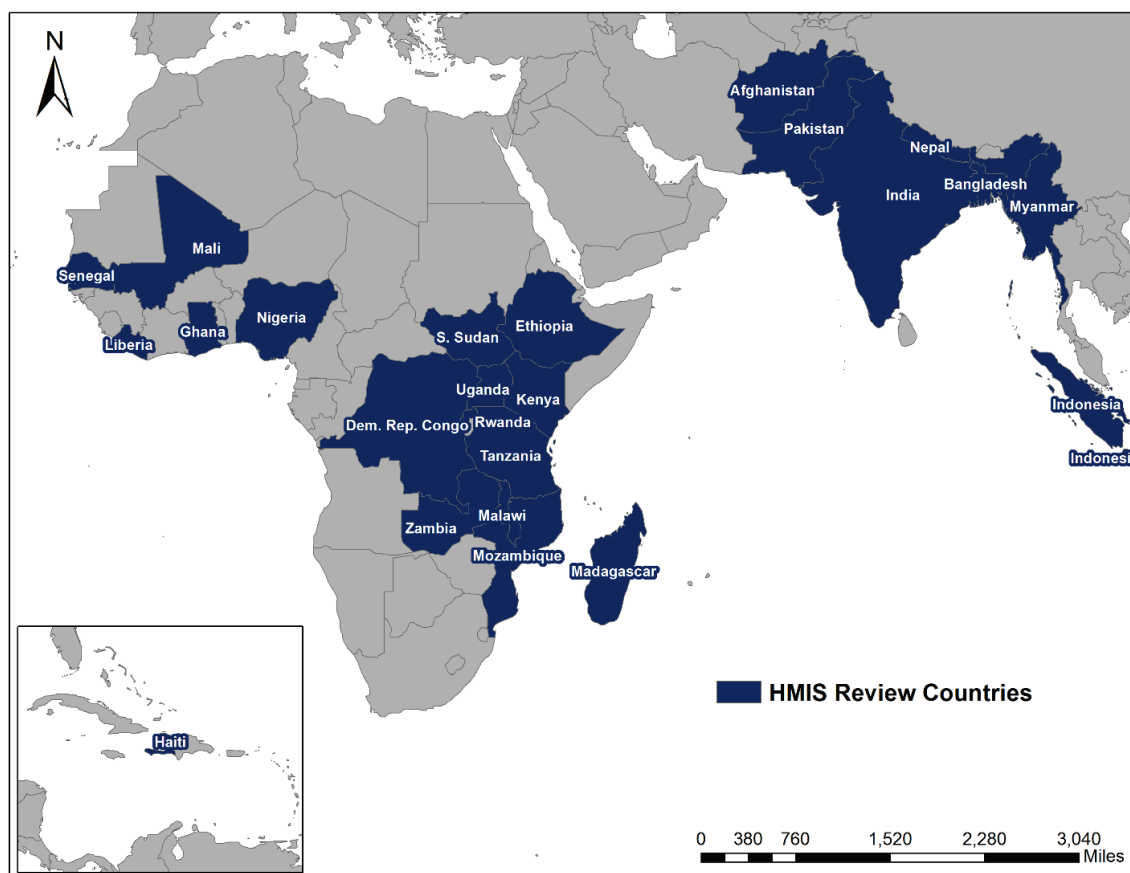 N
Afghanistan
Pakistan
Nepal
India
Bangladesh
Myanmar
Mali
Senegal
Nigeria
Ghana
Liberia
S. Sudan
Ethiopia
Uganda
Kenya
Dem. Rep. Congo
Rwanda
Tanzania
Indonesia
Indonesi
Malawi
Zambia
Mozambique
Madagascar
HMIS Review Countries
Haiti
0 380 760 1,520 2,280 3,040
Miles